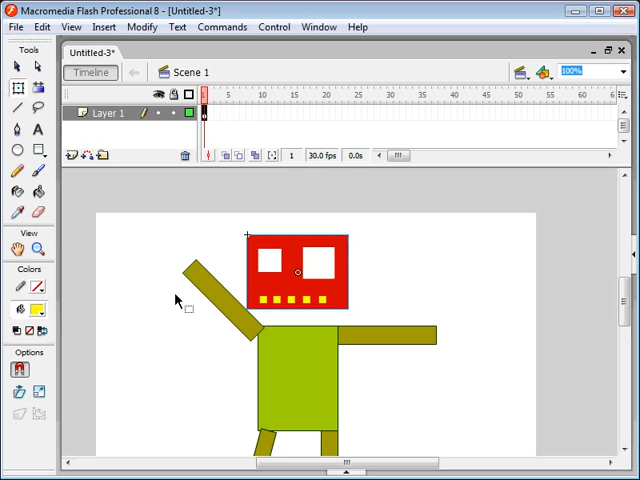 Macromedia Flash Professional 8 - [Untitled-3*]
File Edit View Insert Modify Text Commands Control Window Help
Tools
Untitled-3*
Timeline
Scene 1
100%
1 5 10 15 20 25 30 35 40 45 50 55 60 65
Layer 1
1 30.0 fps 0.0s
A
View
Colors
Options